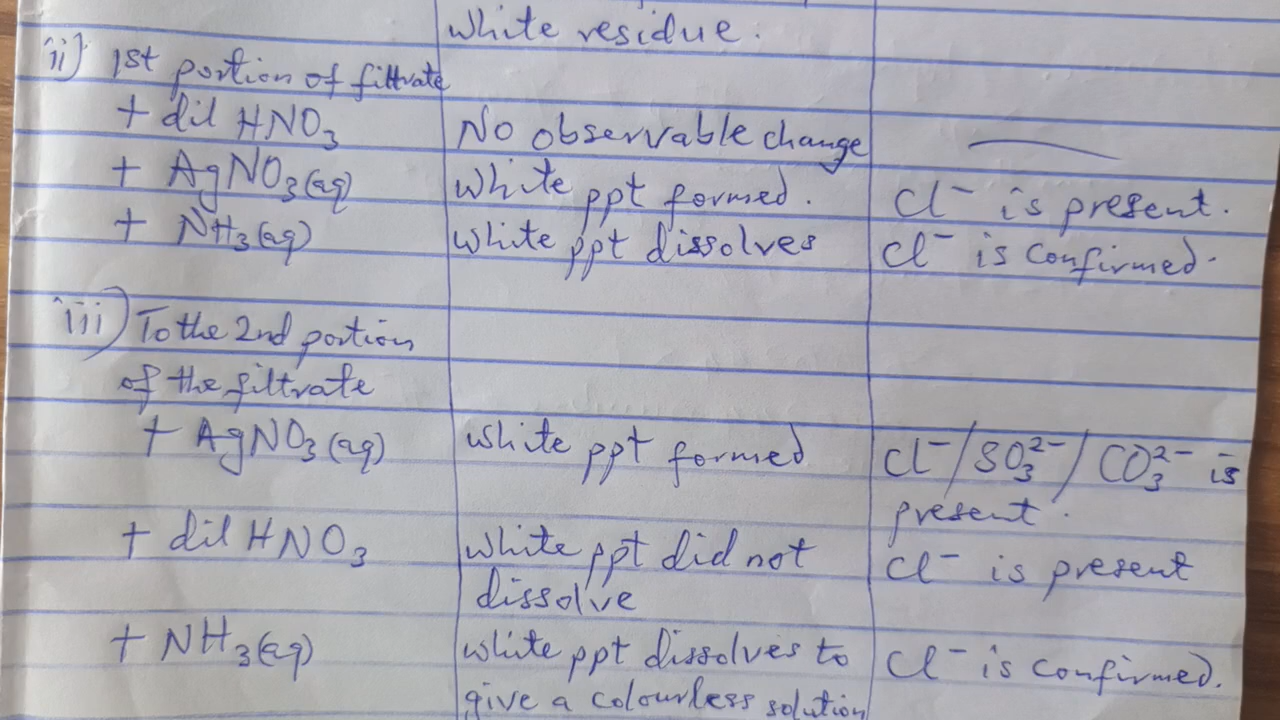 white residue.
ii) 1st portion of filtrate
+ dil HNO₃ No observable change
+ AgNO₃(aq) white ppt formed. Cl⁻ is present.
+ NH₃(aq) white ppt dissolves Cl⁻ is confirmed.
iii) To the 2nd portion
of the filtrate
+ AgNO₃(aq) white ppt formed Cl⁻/SO₃²⁻/CO₃²⁻ is
present.
+ dil HNO₃ white ppt did not Cl⁻ is present
dissolve
+ NH₃(aq) white ppt dissolves to Cl⁻ is confirmed.
give a colourless solution